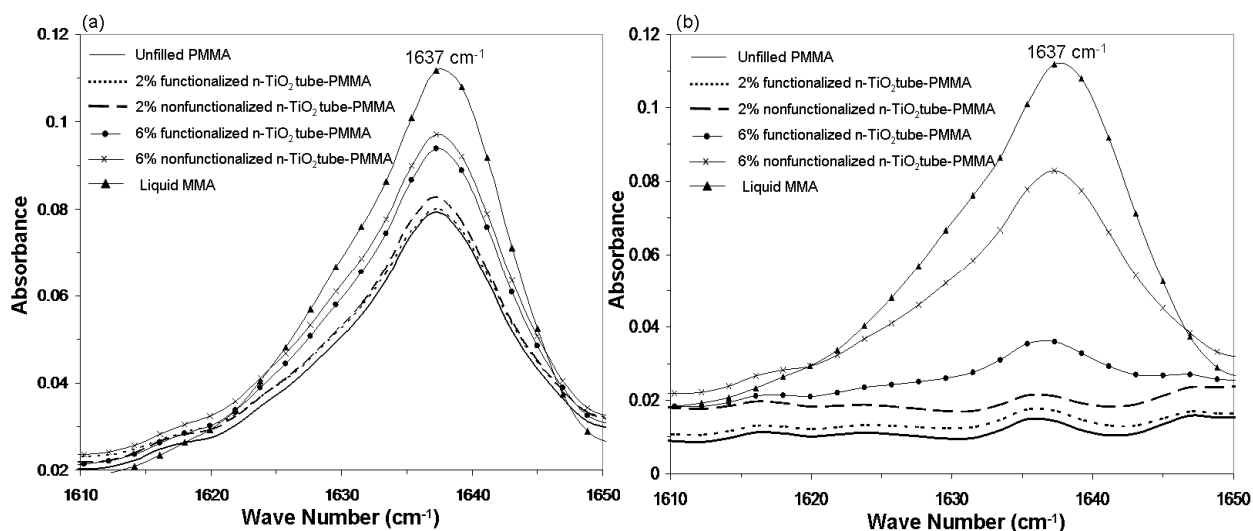 (a)
0.12
0.1
0.08
0.06
0.04
0.02
Absorbance
1637 cm⁻¹
Unfilled PMMA
2% functionalized n-TiO₂ tube-PMMA
2% nonfunctionalized n-TiO₂ tube-PMMA
6% functionalized n-TiO₂ tube-PMMA
6% nonfunctionalized n-TiO₂tube-PMMA
Liquid MMA
1610 1620 1630 1640 1650
Wave Number (cm⁻¹)
(b)
0.12
0.1
0.08
0.06
0.04
0.02
0
Absorbance
1637 cm⁻¹
Unfilled PMMA
2% functionalized n-TiO₂tube-PMMA
2% nonfunctionalized n-TiO₂ tube-PMMA
6% functionalized n-TiO₂ tube-PMMA
6% nonfunctionalized n-TiO₂tube-PMMA
Liquid MMA
1610 1620 1630 1640 1650
Wave Number (cm⁻¹)